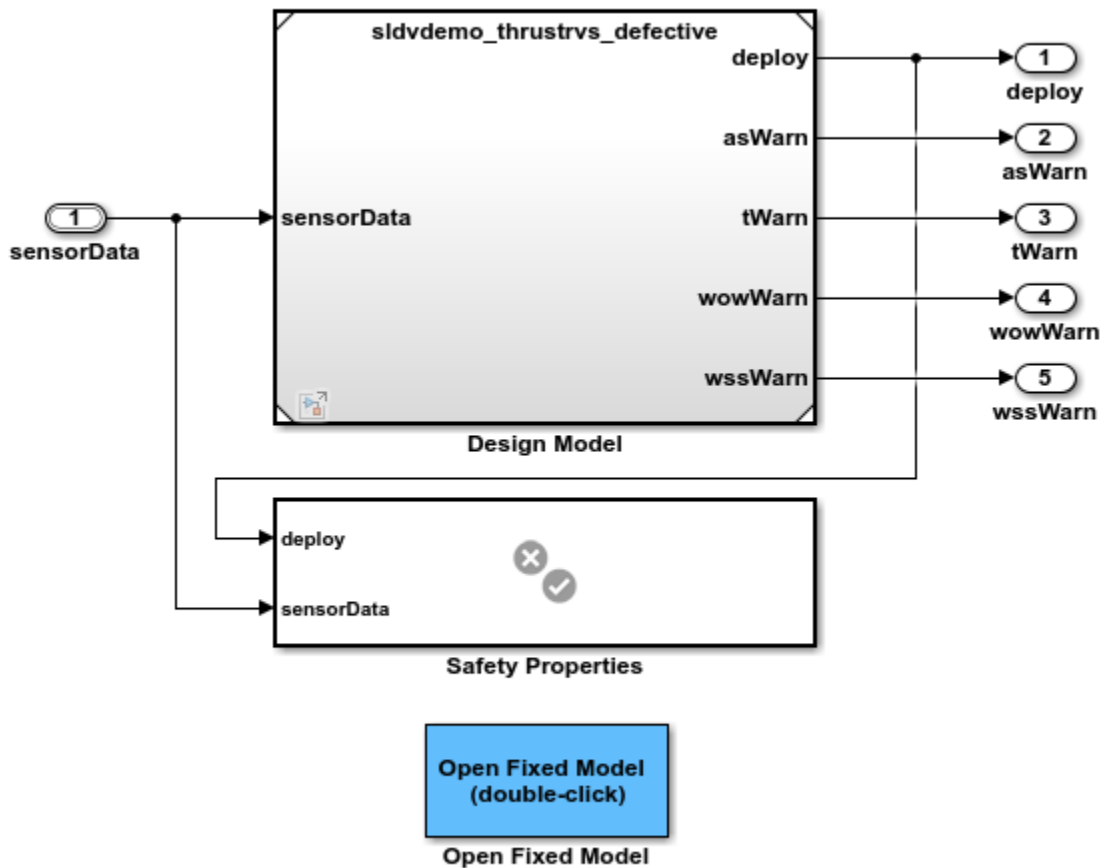 sldvdemo_thrustrvs_defective
deploy
1
deploy
asWarn
2
asWarn
1
sensorData
sensorData
tWarn
3
tWarn
wowWarn
4
wowWarn
wssWarn
5
wssWarn
Design Model
deploy
sensorData
Safety Properties
Open Fixed Model
(double-click)
Open Fixed Model